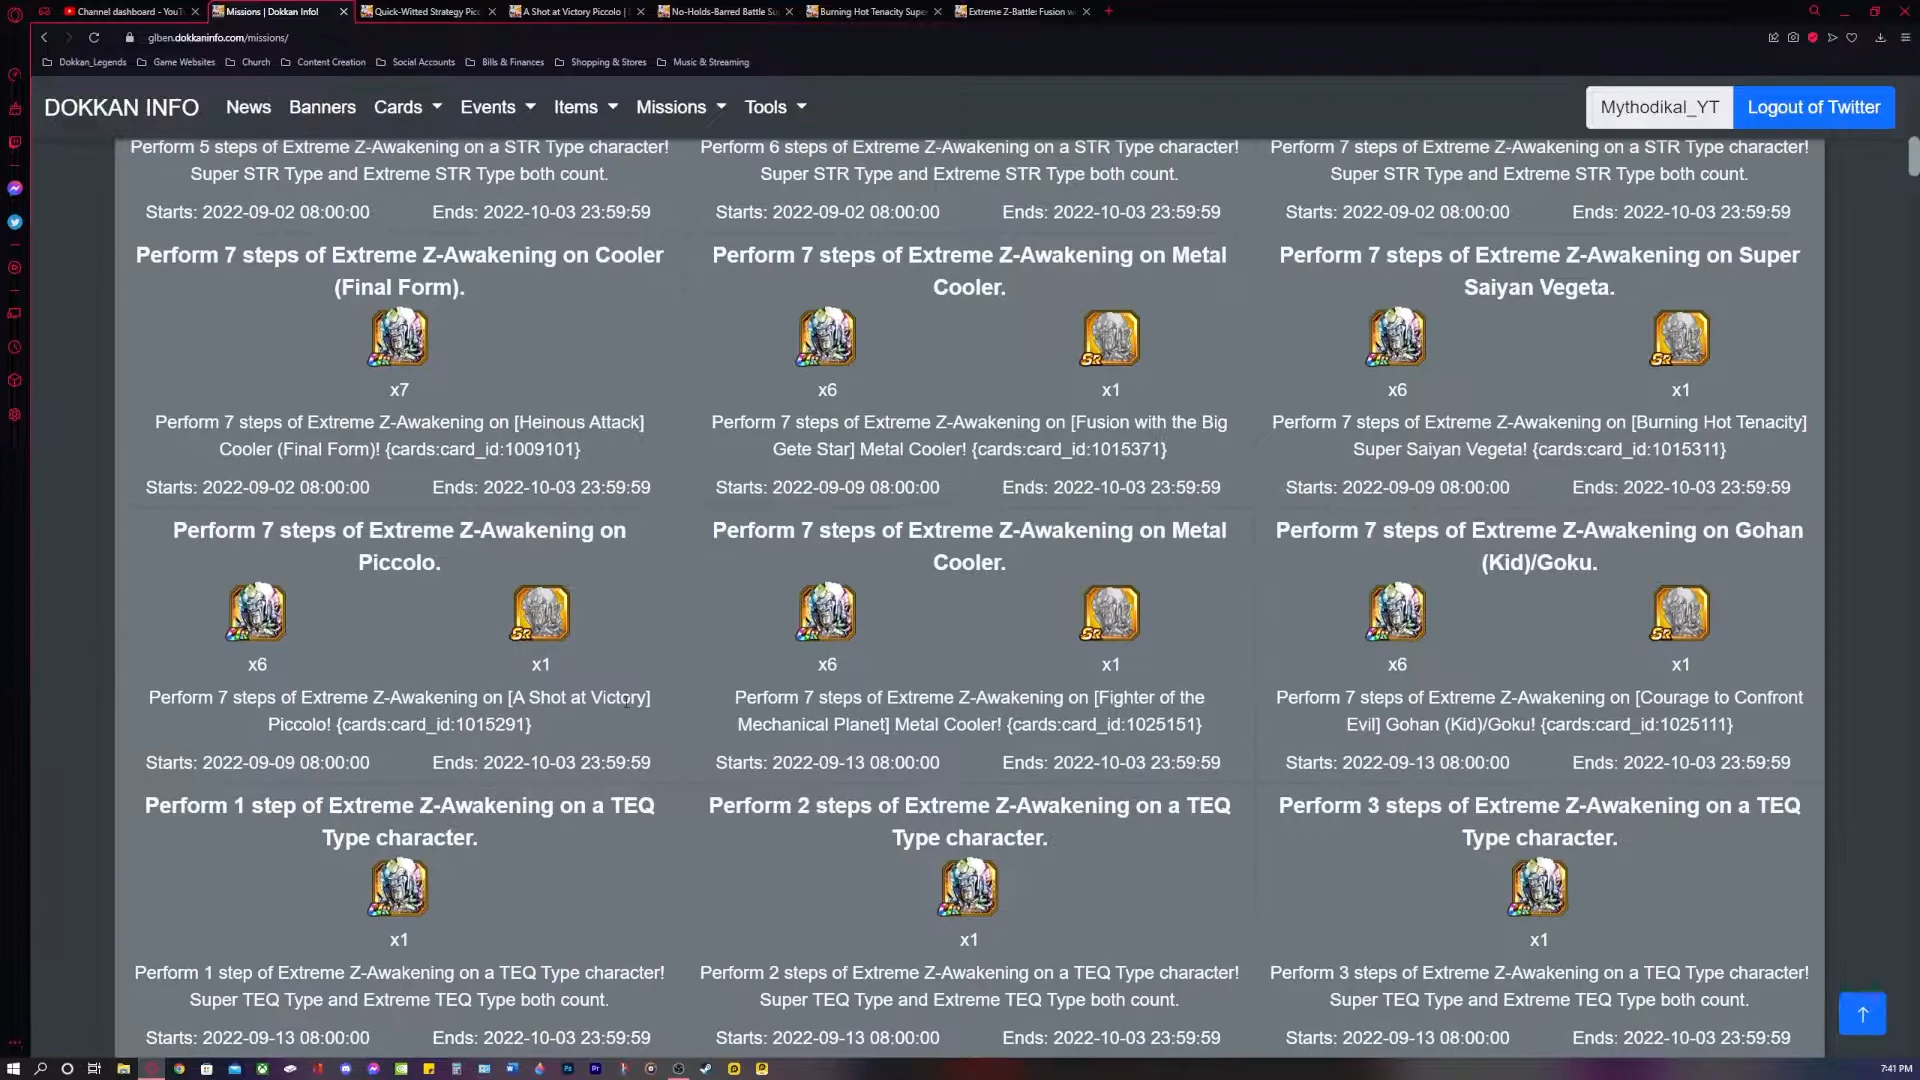 Channel dashboard - YouT
Missions | Dokkan Info!
Quick-Witted Strategy Picc
A Shot at Victory Piccolo |
No-Holds-Barred Battle Su
Burning Hot Tenacity Supe
Extreme Z-Battle: Fusion w
glben.dokkaninfo.com/missions/
Dokkan_Legends Game Websites Church Content Creation Social Accounts Bills & Finances Shopping & Stores Music & Streaming
DOKKAN INFO News Banners Cards Events Items Missions Tools Mythodikal_YT Logout of Twitter
Perform 5 steps of Extreme Z-Awakening on a STR Type character!
Super STR Type and Extreme STR Type both count.
Starts: 2022-09-02 08:00:00 Ends: 2022-10-03 23:59:59
Perform 6 steps of Extreme Z-Awakening on a STR Type character!
Super STR Type and Extreme STR Type both count.
Starts: 2022-09-02 08:00:00 Ends: 2022-10-03 23:59:59
Perform 7 steps of Extreme Z-Awakening on a STR Type character!
Super STR Type and Extreme STR Type both count.
Starts: 2022-09-02 08:00:00 Ends: 2022-10-03 23:59:59
Perform 7 steps of Extreme Z-Awakening on Cooler
(Final Form).
x7
Perform 7 steps of Extreme Z-Awakening on [Heinous Attack]
Cooler (Final Form)! {cards:card_id:1009101}
Starts: 2022-09-02 08:00:00 Ends: 2022-10-03 23:59:59
Perform 7 steps of Extreme Z-Awakening on Metal
Cooler.
SR
x6 x1
Perform 7 steps of Extreme Z-Awakening on [Fusion with the Big
Gete Star] Metal Cooler! {cards:card_id:1015371}
Starts: 2022-09-09 08:00:00 Ends: 2022-10-03 23:59:59
Perform 7 steps of Extreme Z-Awakening on Super
Saiyan Vegeta.
SR
x6 x1
Perform 7 steps of Extreme Z-Awakening on [Burning Hot Tenacity]
Super Saiyan Vegeta! {cards:card_id:1015311}
Starts: 2022-09-09 08:00:00 Ends: 2022-10-03 23:59:59
Perform 7 steps of Extreme Z-Awakening on
Piccolo.
SR
x6 x1
Perform 7 steps of Extreme Z-Awakening on [A Shot at Victory]
Piccolo! {cards:card_id:1015291}
Starts: 2022-09-09 08:00:00 Ends: 2022-10-03 23:59:59
Perform 7 steps of Extreme Z-Awakening on Metal
Cooler.
SR
x6 x1
Perform 7 steps of Extreme Z-Awakening on [Fighter of the
Mechanical Planet] Metal Cooler! {cards:card_id:1025151}
Starts: 2022-09-13 08:00:00 Ends: 2022-10-03 23:59:59
Perform 7 steps of Extreme Z-Awakening on Gohan
(Kid)/Goku.
SR
x6 x1
Perform 7 steps of Extreme Z-Awakening on [Courage to Confront
Evil] Gohan (Kid)/Goku! {cards:card_id:1025111}
Starts: 2022-09-13 08:00:00 Ends: 2022-10-03 23:59:59
Perform 1 step of Extreme Z-Awakening on a TEQ
Type character.
x1
Perform 1 step of Extreme Z-Awakening on a TEQ Type character!
Super TEQ Type and Extreme TEQ Type both count.
Starts: 2022-09-13 08:00:00 Ends: 2022-10-03 23:59:59
Perform 2 steps of Extreme Z-Awakening on a TEQ
Type character.
x1
Perform 2 steps of Extreme Z-Awakening on a TEQ Type character!
Super TEQ Type and Extreme TEQ Type both count.
Starts: 2022-09-13 08:00:00 Ends: 2022-10-03 23:59:59
Perform 3 steps of Extreme Z-Awakening on a TEQ
Type character.
x1
Perform 3 steps of Extreme Z-Awakening on a TEQ Type character!
Super TEQ Type and Extreme TEQ Type both count.
Starts: 2022-09-13 08:00:00 Ends: 2022-10-03 23:59:59
7:41 PM